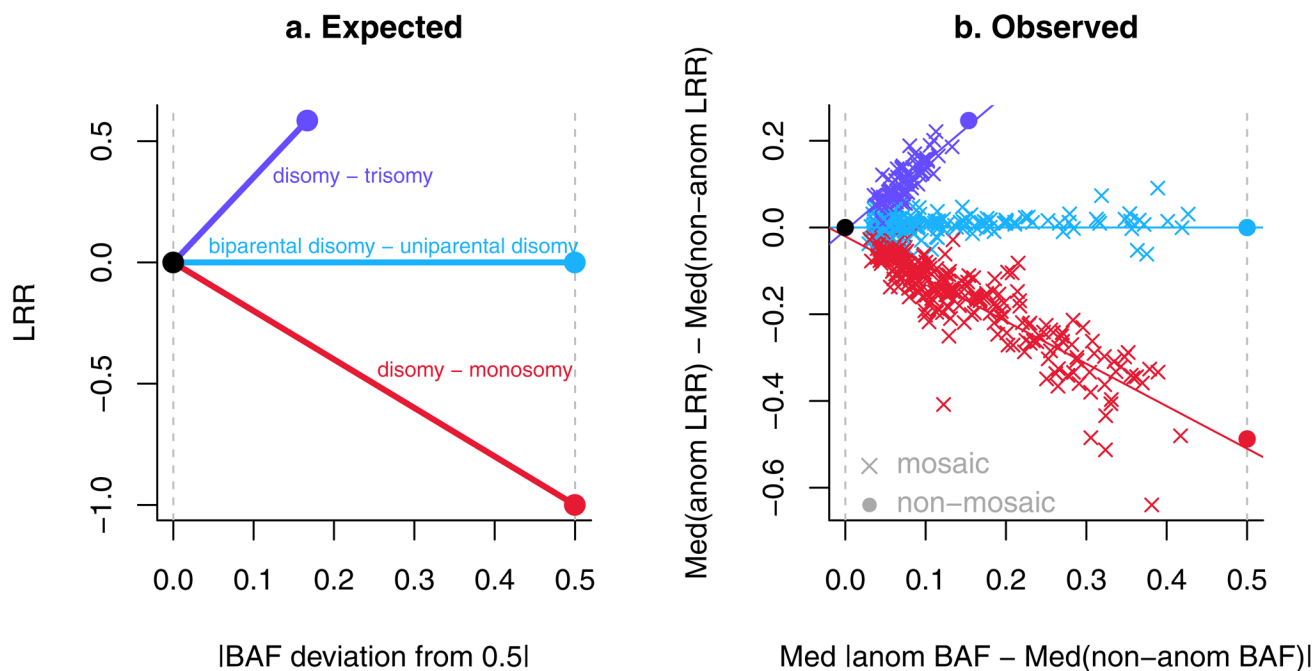 a. Expected
LRR
0.5
0.0
−0.5
−1.0
disomy − trisomy
biparental disomy − uniparental disomy
disomy − monosomy
0.0 0.1 0.2 0.3 0.4 0.5
|BAF deviation from 0.5|
b. Observed
Med(anom LRR) − Med(non−anom LRR)
0.2
0.0
−0.2
−0.4
−0.6
mosaic
non−mosaic
0.0 0.1 0.2 0.3 0.4 0.5
Med |anom BAF − Med(non−anom BAF)|